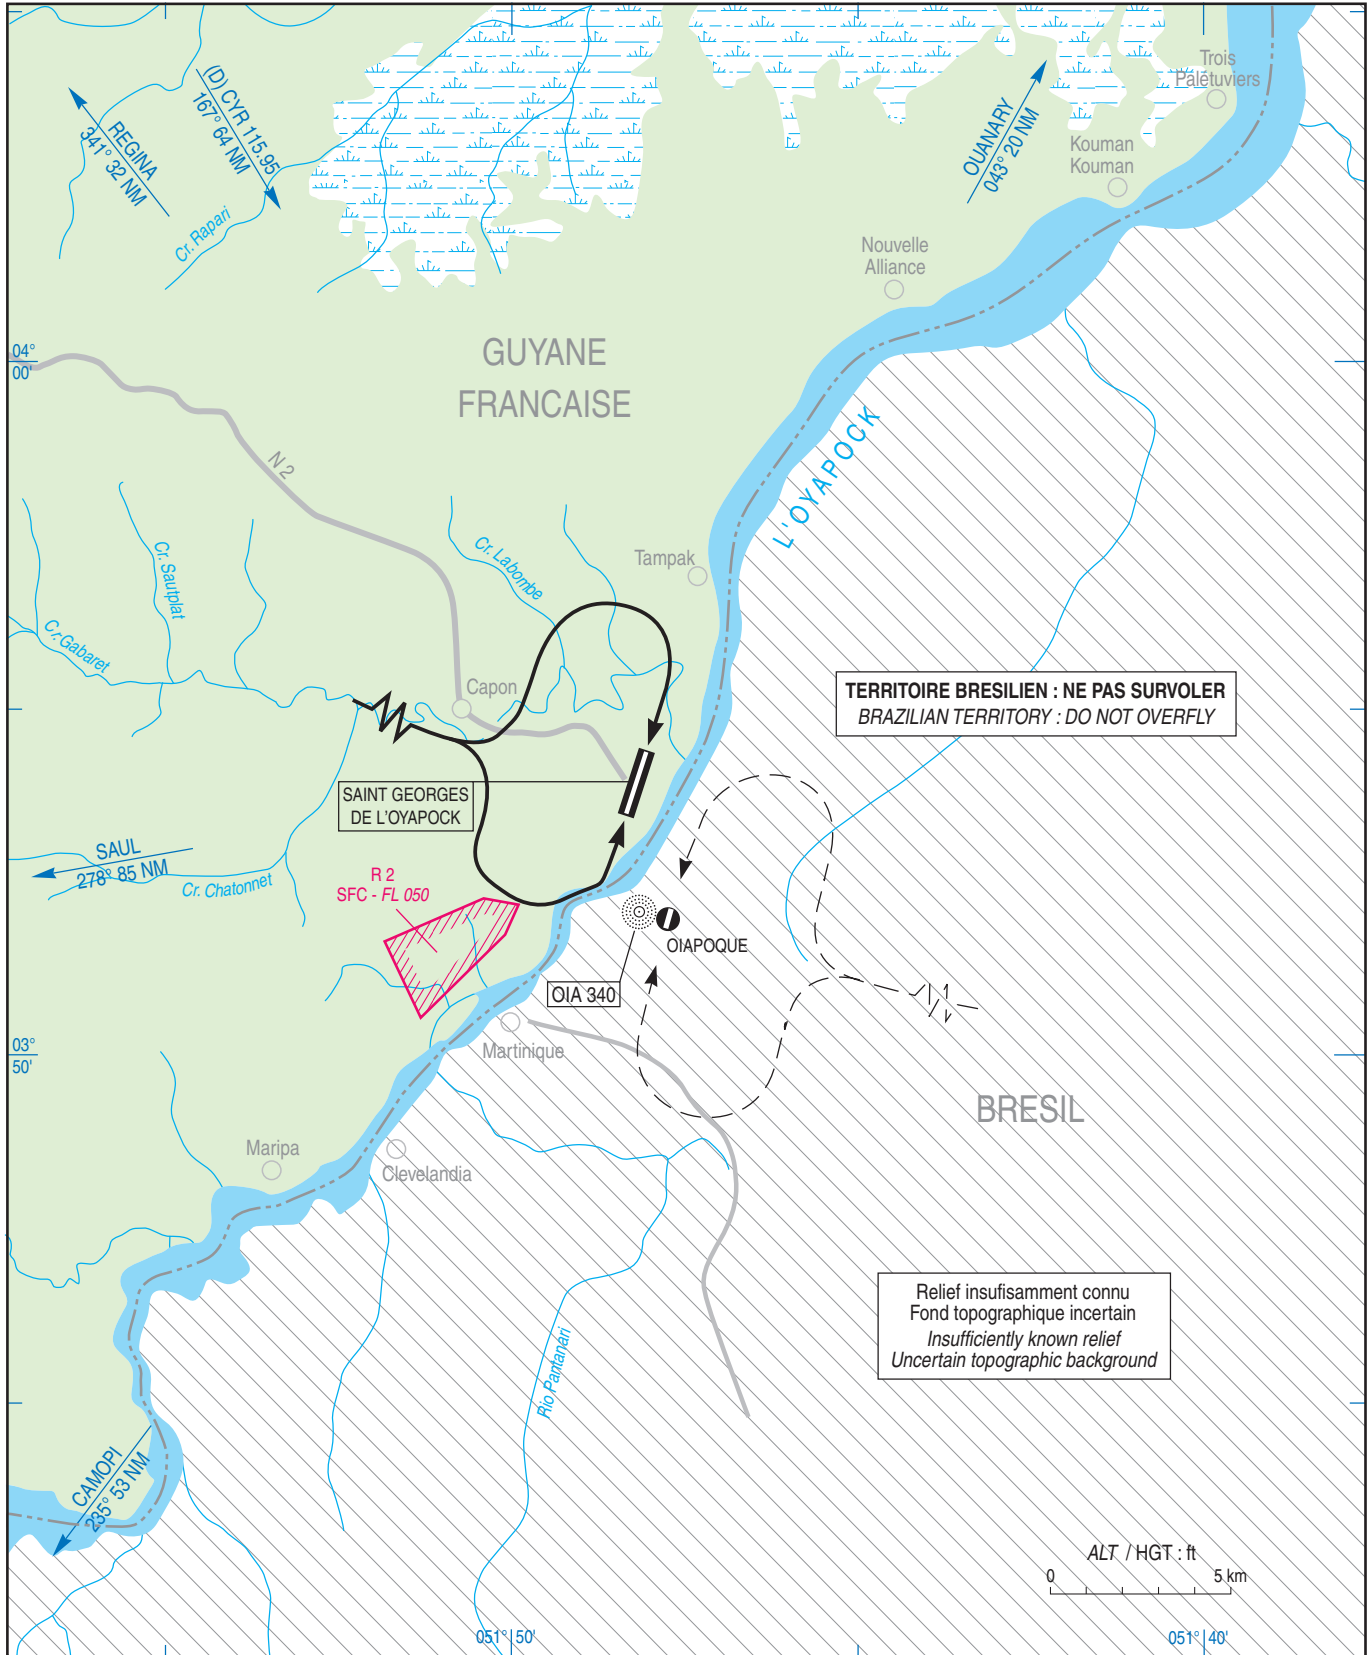 Trois
Palétuviers
(D) CYR 115.95
167° 64 NM
REGINA
341° 32 NM
OUANARY
043° 20 NM
Kouman
Kouman
Cr. Rapari
Nouvelle
Alliance
04°
00'
GUYANE
FRANCAISE
N 2
L'OYAPOCK
Cr. Sautplat
Cr. Labombe
Tampak
Cr. Gabaret
Capon
TERRITOIRE BRESILIEN : NE PAS SURVOLER
BRAZILIAN TERRITORY : DO NOT OVERFLY
SAINT GEORGES
DE L'OYAPOCK
SAUL
278° 85 NM
Cr. Chatonnet
R 2
SFC - FL 050
OIAPOQUE
OIA 340
03°
50'
Martinique
BRESIL
Maripa
Clevelandia
Relief insufisamment connu
Fond topographique incertain
Insufficiently known relief
Uncertain topographic background
Rio Pantanari
CAMOPI
235° 53 NM
ALT / HGT : ft
0 5 km
051° 50'
051° 40'